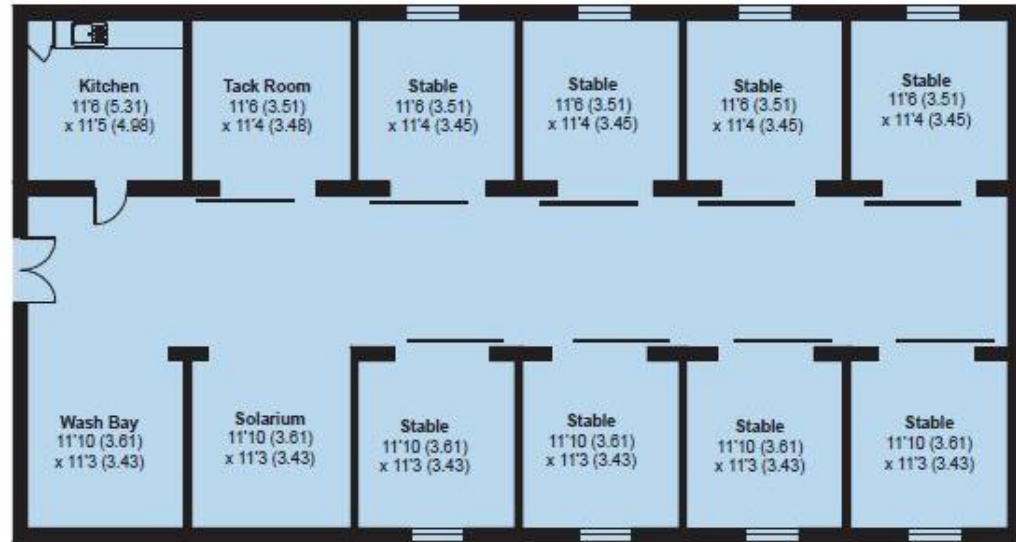 Kitchen
11'6 (5.31)
x 11'5 (4.98)
Tack Room
11'6 (3.51)
x 11'4 (3.48)
Stable
11'6 (3.51)
x 11'4 (3.45)
Stable
11'6 (3.51)
x 11'4 (3.45)
Stable
11'6 (3.51)
x 11'4 (3.45)
Stable
11'6 (3.51)
x 11'4 (3.45)
Wash Bay
11'10 (3.61)
x 11'3 (3.43)
Solarium
11'10 (3.61)
x 11'3 (3.43)
Stable
11'10 (3.61)
x 11'3 (3.43)
Stable
11'10 (3.61)
x 11'3 (3.43)
Stable
11'10 (3.61)
x 11'3 (3.43)
Stable
11'10 (3.61)
x 11'3 (3.43)